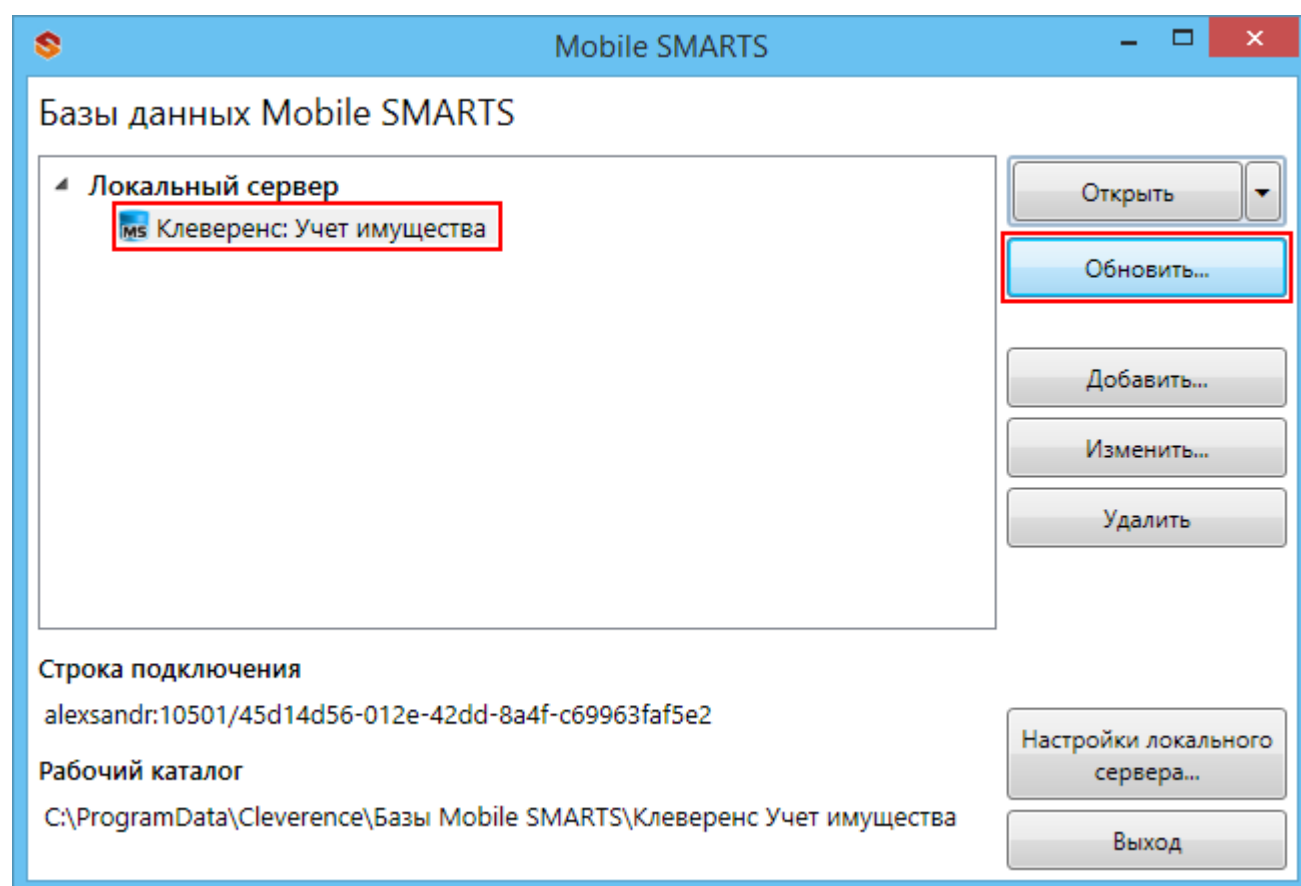 Mobile SMARTS
Базы данных Mobile SMARTS
Локальный сервер
MS Клеверенс: Учет имущества
Открыть
Обновить...
Добавить...
Изменить...
Удалить
Строка подключения
alexsandr:10501/45d14d56-012e-42dd-8a4f-c69963faf5e2
Рабочий каталог
C:\ProgramData\Cleverence\Базы Mobile SMARTS\Клеверенс Учет имущества
Настройки локального
сервера...
Выход